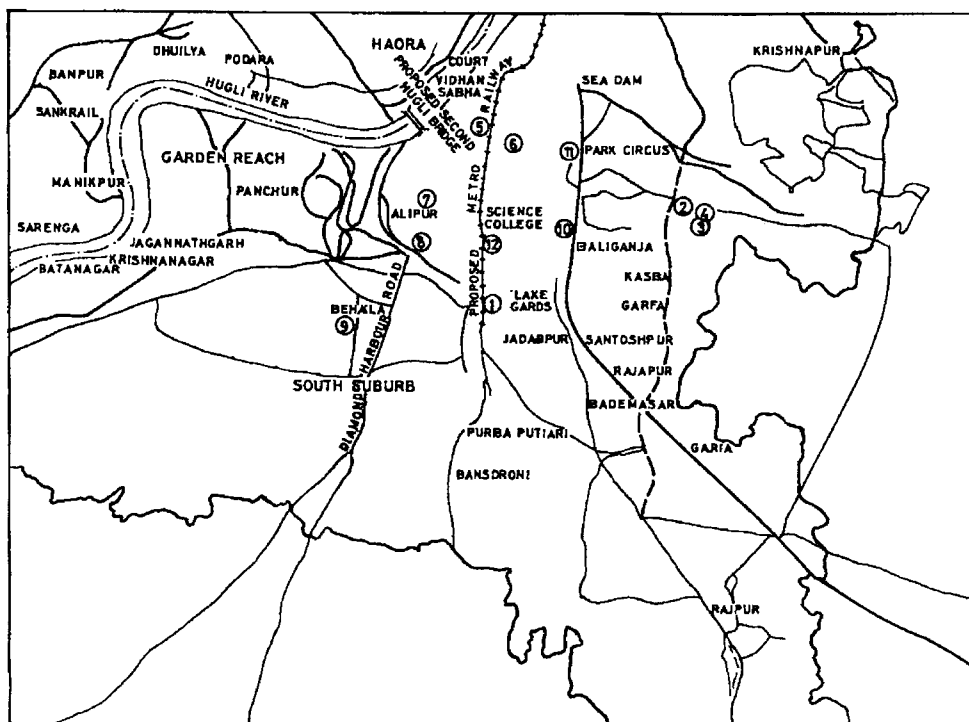 DHUILYA
HAORA
COURT
KRISHNAPUR
BANPUR
PODARA
VIDHAN
SABHA
SEA DAM
HUGLI RIVER
PROPOSED SECOND
HUGLI BRIDGE
PROPOSED METRO RAILWAY
SANKRAIL
5
6
GARDEN REACH
11
PARK CIRCUS
MANIKPUR
PANCHUR
7
ALIPUR
2
4
3
SARENGA
SCIENCE
COLLEGE
10
JAGANNATHGARH
8
12
BALIGANJA
KRISHNANAGAR
BATANAGAR
KASBA
BEHALA
1
LAKE
GARDS
GARFA
9
DIAMOND HARBOUR ROAD
JADABPUR
SANTOSHPUR
RAJAPUR
SOUTH SUBURB
BADEMASAR
PURBA PUTIARI
GARIA
BANSDRONI
RAJPUR